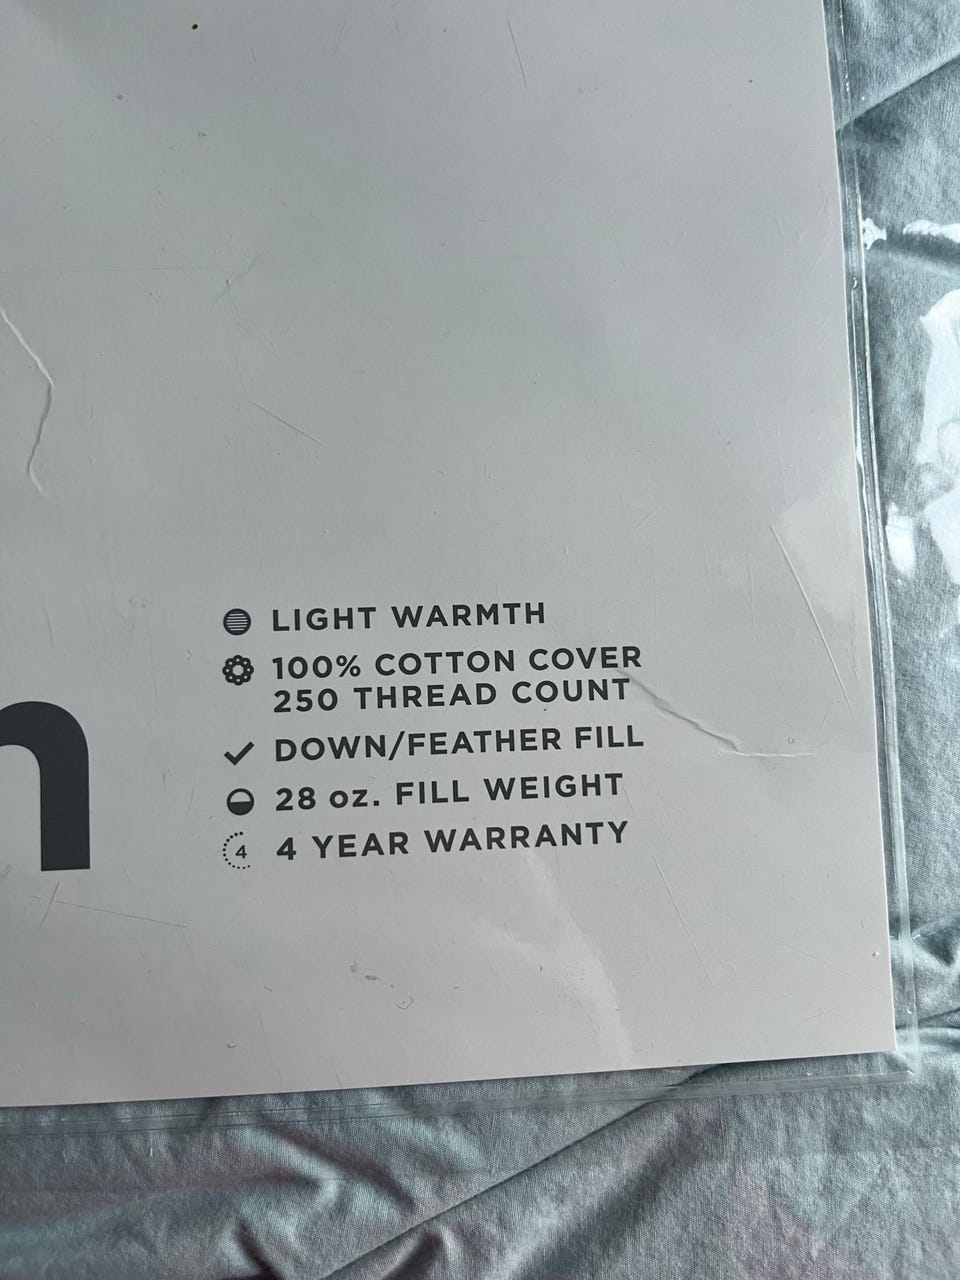 LIGHT WARMTH
100% COTTON COVER
250 THREAD COUNT
DOWN/FEATHER FILL
28 oz. FILL WEIGHT
4 4 YEAR WARRANTY